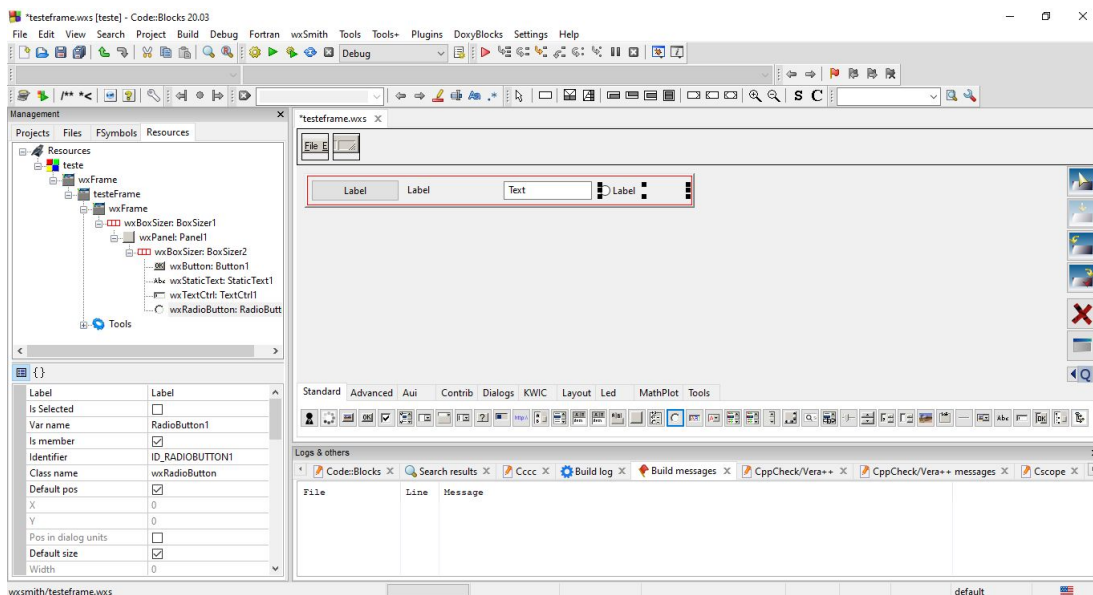 *testeframe.wxs [teste] - Code::Blocks 20.03
File Edit View Search Project Build Debug Fortran wxSmith Tools Tools+ Plugins DoxyBlocks Settings Help
Debug
/** *<
S C
Management
Projects Files FSymbols Resources
Resources
teste
wxFrame
testeFrame
wxFrame
wxBoxSizer: BoxSizer1
wxPanel: Panel1
wxBoxSizer: BoxSizer2
wxButton: Button1
wxStaticText: StaticText1
wxTextCtrl: TextCtrl1
wxRadioButton: RadioButt
Tools
{}
Label Label
Is Selected
Var name RadioButton1
Is member
Identifier ID_RADIOBUTTON1
Class name wxRadioButton
Default pos
X 0
Y 0
Pos in dialog units
Default size
Width 0
*testeframe.wxs X
File E
Label Label Text Label
Q
Standard Advanced Aui Contrib Dialogs KWIC Layout Led MathPlot Tools
Logs & others
Code::Blocks X Search results X Cccc X Build log X Build messages X CppCheck/Vera++ X CppCheck/Vera++ messages X Cscope X
File Line Message
wxsmith/testeframe.wxs default